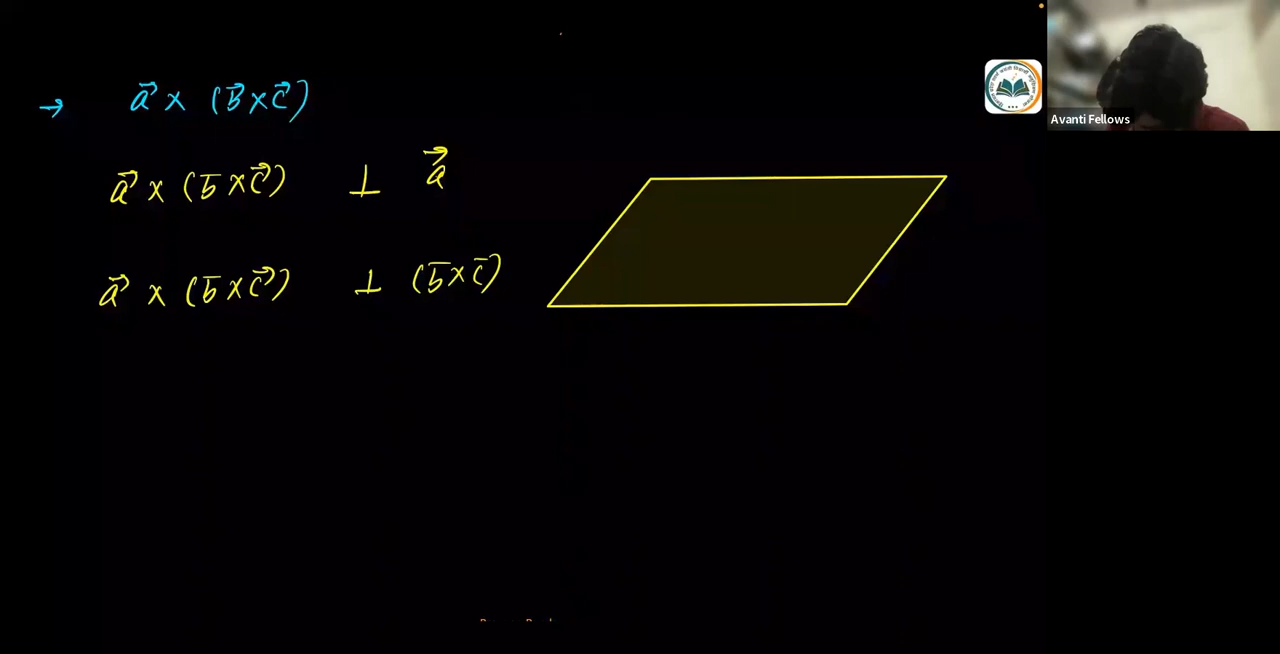 → a⃗ × (b⃗ × c⃗)
a⃗ × (b̅ × c⃗) ⊥ a⃗
a⃗ × (b̅ × c⃗) ⊥ (b̅ × c̅)
Avanti Fellows